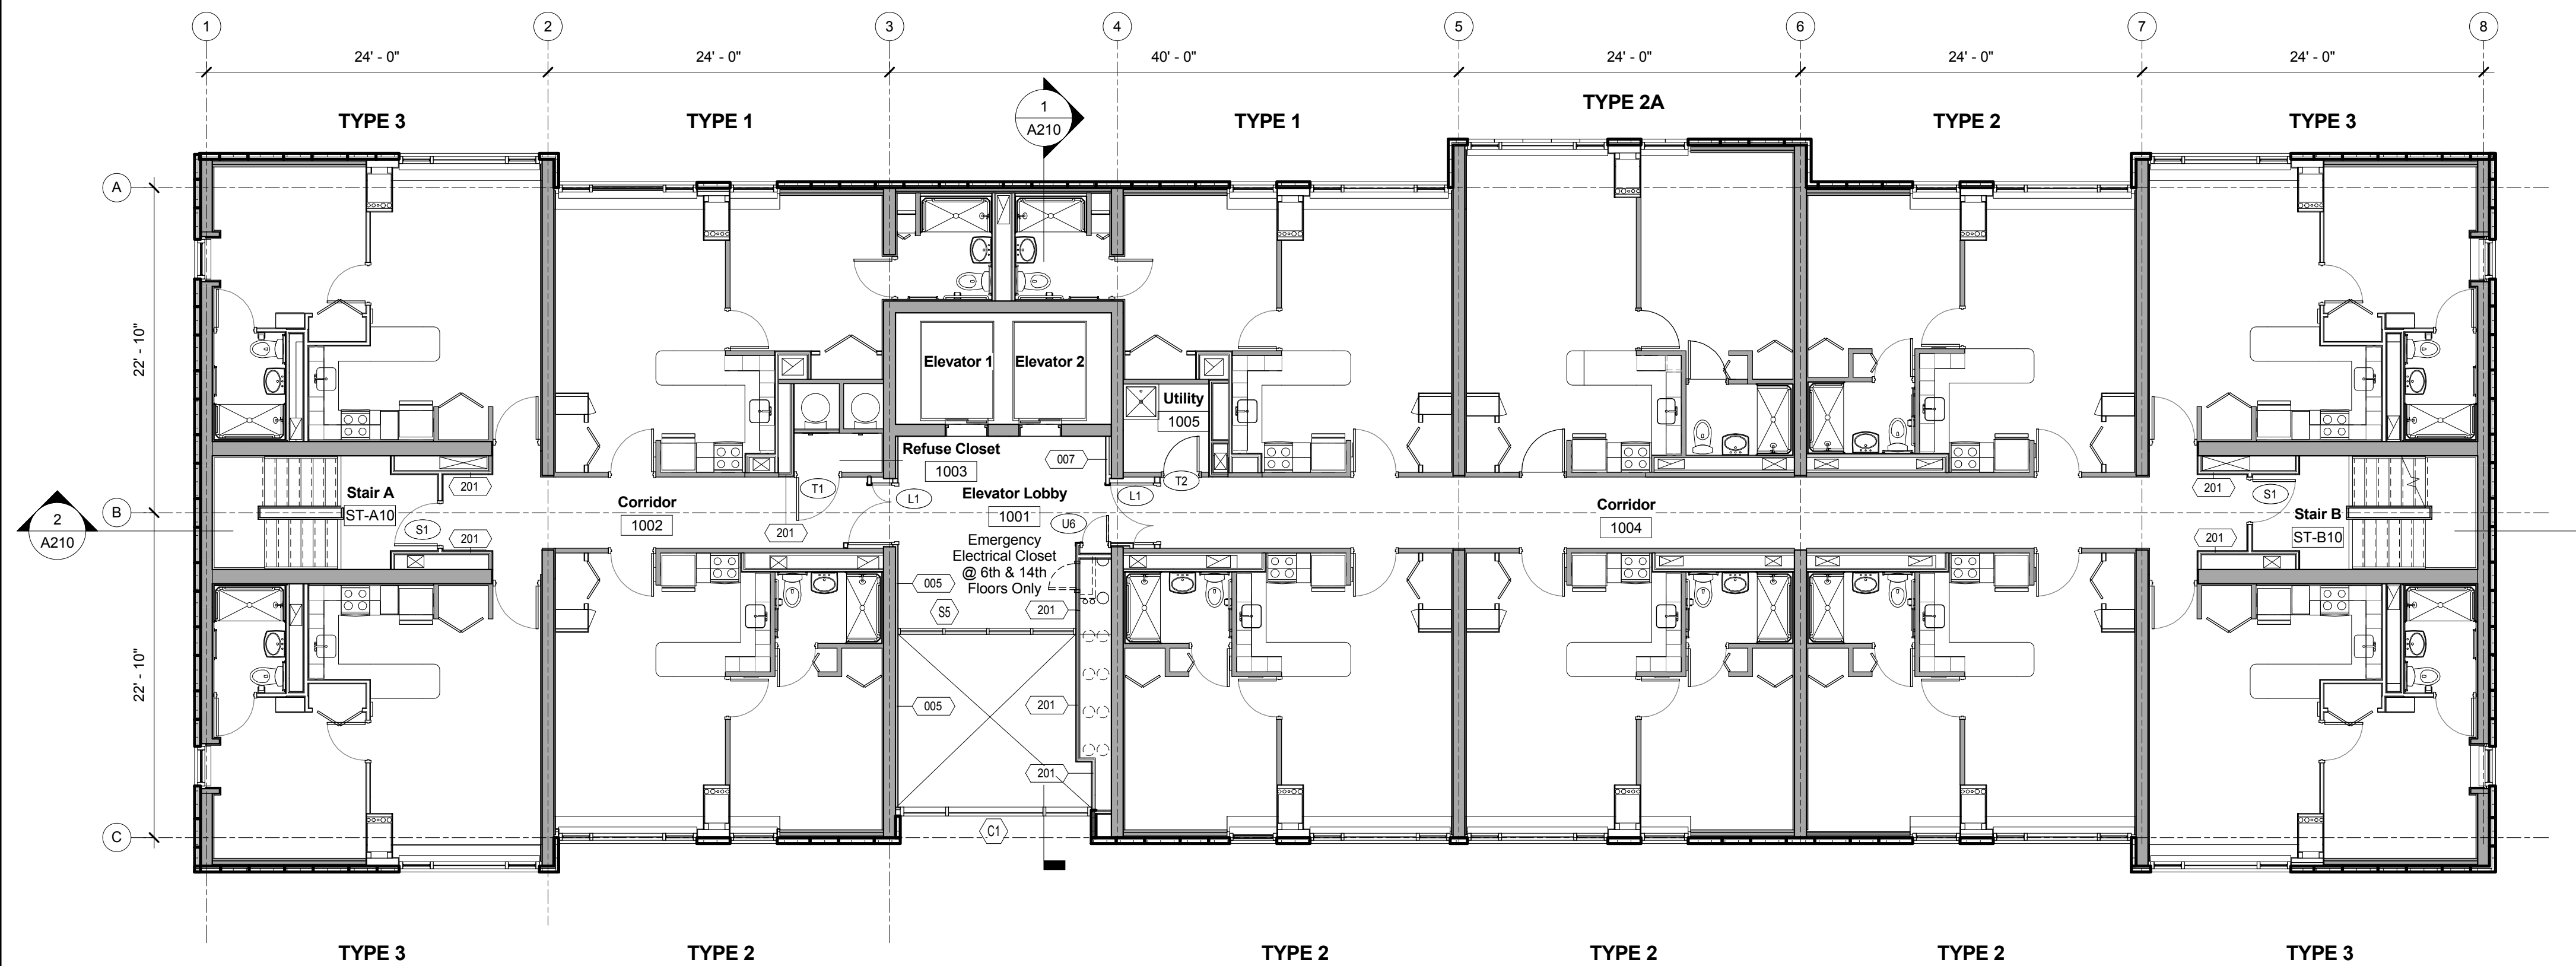 1 2 3 4 5 6 7 8
24' - 0" 24' - 0" 40' - 0" 24' - 0" 24' - 0" 24' - 0"
TYPE 3 TYPE 1 TYPE 1 TYPE 2A TYPE 2 TYPE 3
1
A210
A
22' - 10"
Elevator 1 Elevator 2
Utility
1005
Refuse Closet
1003
007
201
Stair A
ST-A10
S1
201
Corridor
1002
T1
201
L1
Elevator Lobby
1001
U6
L1
T2
Emergency
Electrical Closet
@ 6th & 14th
Floors Only
Corridor
1004
201
S1
Stair B
ST-B10
201
B
2
A210
005
S5
201
22' - 10"
005
201
201
C
C1
TYPE 3 TYPE 2 TYPE 2 TYPE 2 TYPE 2 TYPE 3